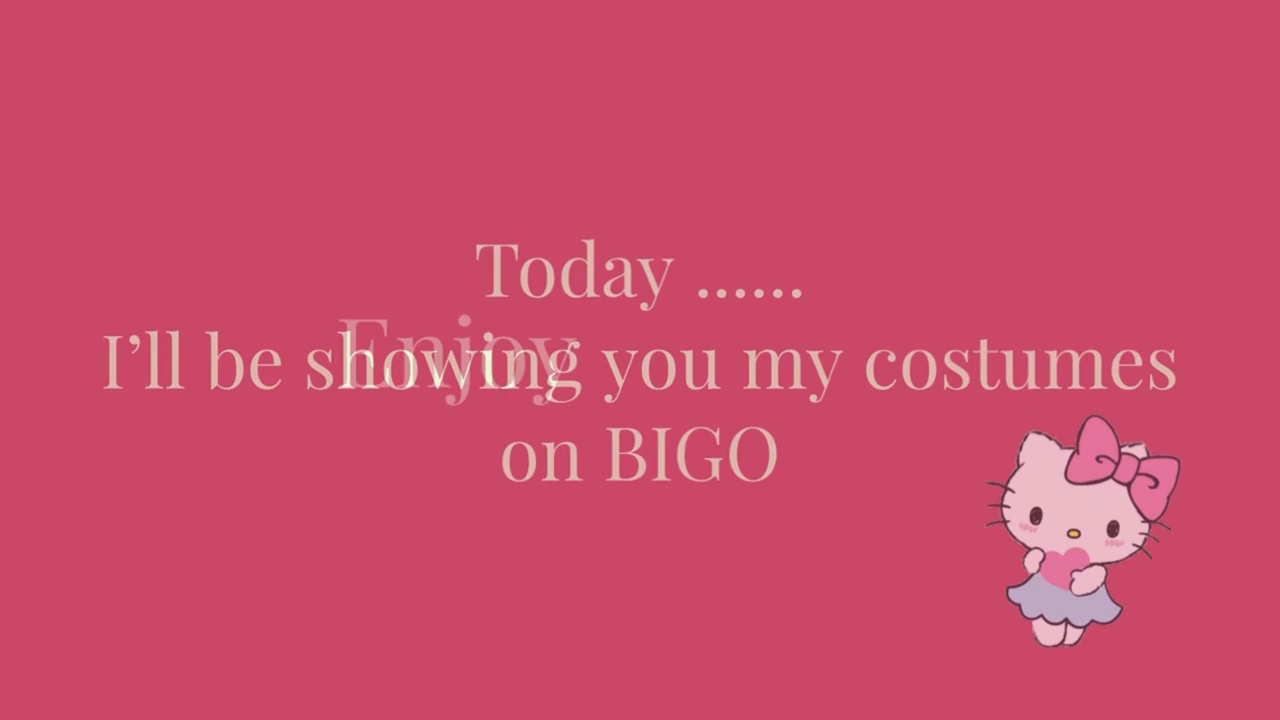 Today ......
I’ll be showing you my costumes
on BIGO
Enjoy